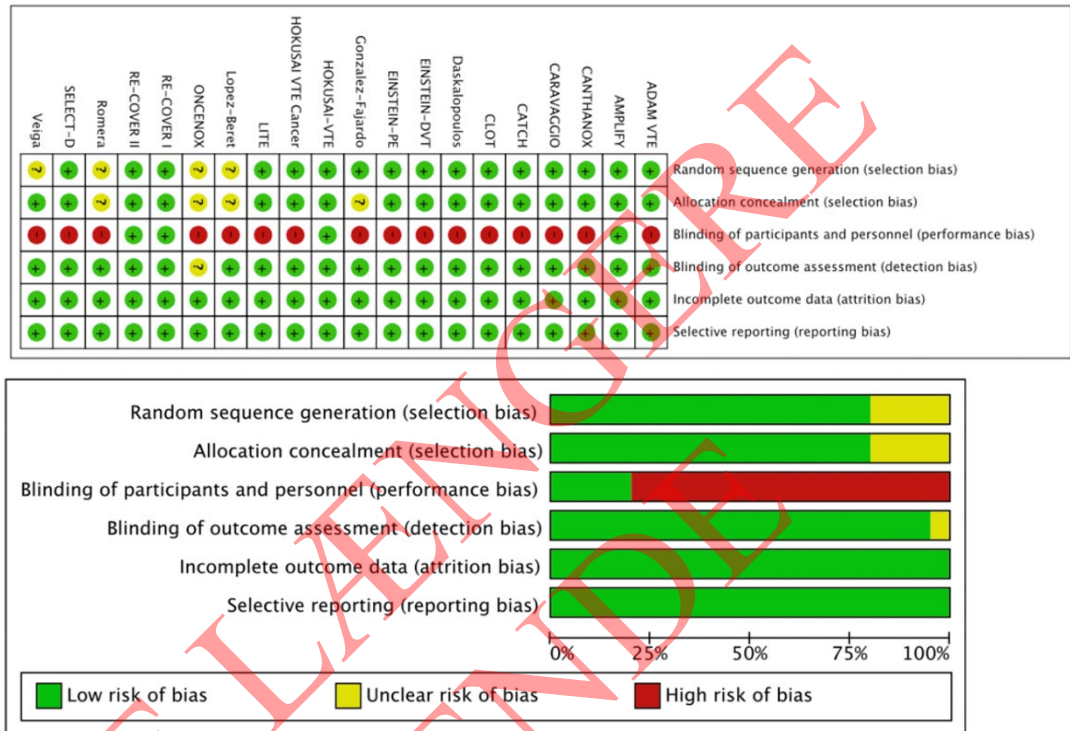 Veiga
SELECT-D
Romera
RE-COVER II
RE-COVER I
ONCENOX
Lopez-Beret
LITE
HOKUSAI VTE Cancer
HOKUSAI-VTE
Gonzalez-Fajardo
EINSTEIN-PE
EINSTEIN-DVT
Daskalopoulos
CLOT
CATCH
CARAVAGGIO
CANTHANOX
AMPLIFY
ADAM VTE
? + ? + + ? ? + + + + + + + + + + + + + Random sequence generation (selection bias)
+ + ? + + ? ? + + + ? + + + + + + + + + Allocation concealment (selection bias)
- - - + + - - - - + - - - - - - - - + - Blinding of participants and personnel (performance bias)
+ + + + + ? + + + + + + + + + + + + + + Blinding of outcome assessment (detection bias)
+ + + + + + + + + + + + + + + + + + + + Incomplete outcome data (attrition bias)
+ + + + + + + + + + + + + + + + + + + + Selective reporting (reporting bias)
Random sequence generation (selection bias)
Allocation concealment (selection bias)
Blinding of participants and personnel (performance bias)
Blinding of outcome assessment (detection bias)
Incomplete outcome data (attrition bias)
Selective reporting (reporting bias)
0% 25% 50% 75% 100%
Low risk of bias Unclear risk of bias High risk of bias
LÆNGERE
ENDE